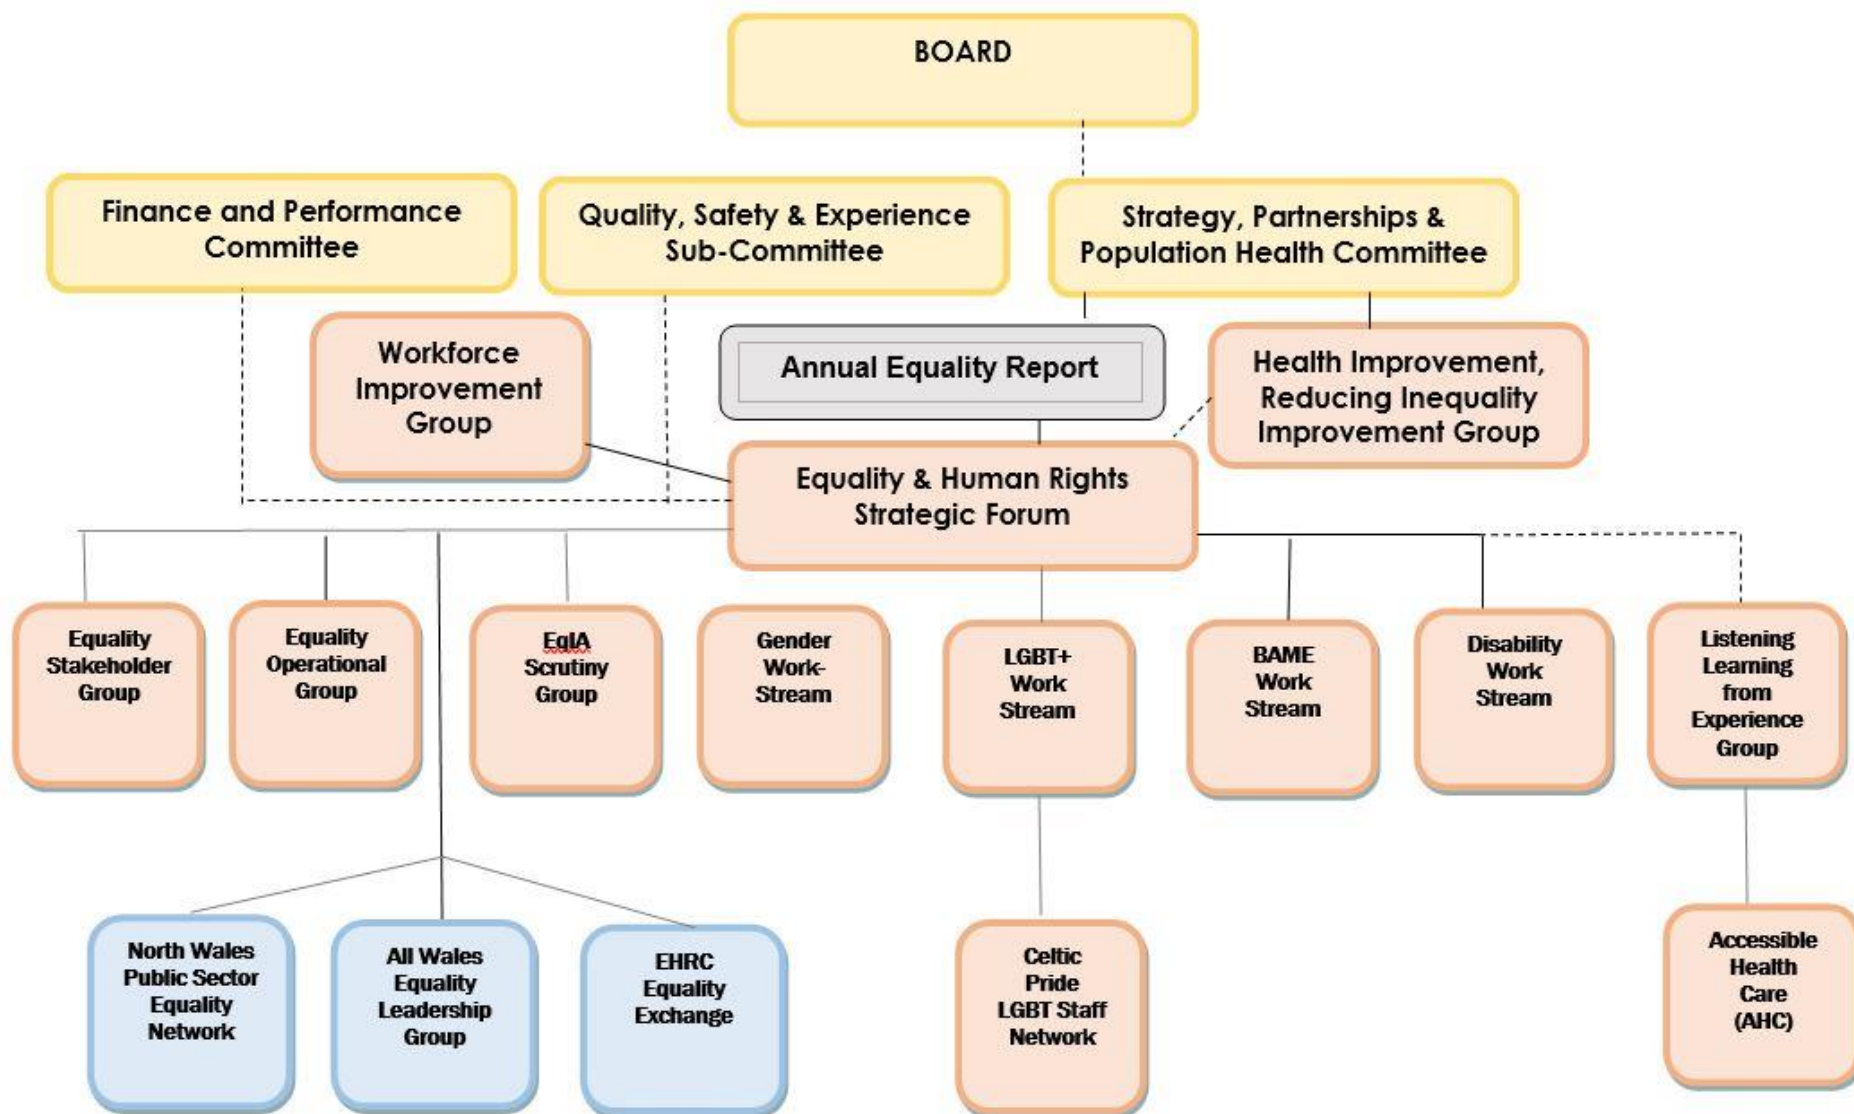 BOARD
Finance and Performance
Committee
Quality, Safety & Experience
Sub-Committee
Strategy, Partnerships &
Population Health Committee
Workforce
Improvement
Group
Annual Equality Report
Health Improvement,
Reducing Inequality
Improvement Group
Equality & Human Rights
Strategic Forum
Equality
Stakeholder
Group
Equality
Operational
Group
EqIA
Scrutiny
Group
Gender
Work-
Stream
LGBT+
Work
Stream
BAME
Work
Stream
Disability
Work
Stream
Listening
Learning
from
Experience
Group
North Wales
Public Sector
Equality
Network
All Wales
Equality
Leadership
Group
EHRC
Equality
Exchange
Celtic
Pride
LGBT Staff
Network
Accessible
Health
Care
(AHC)